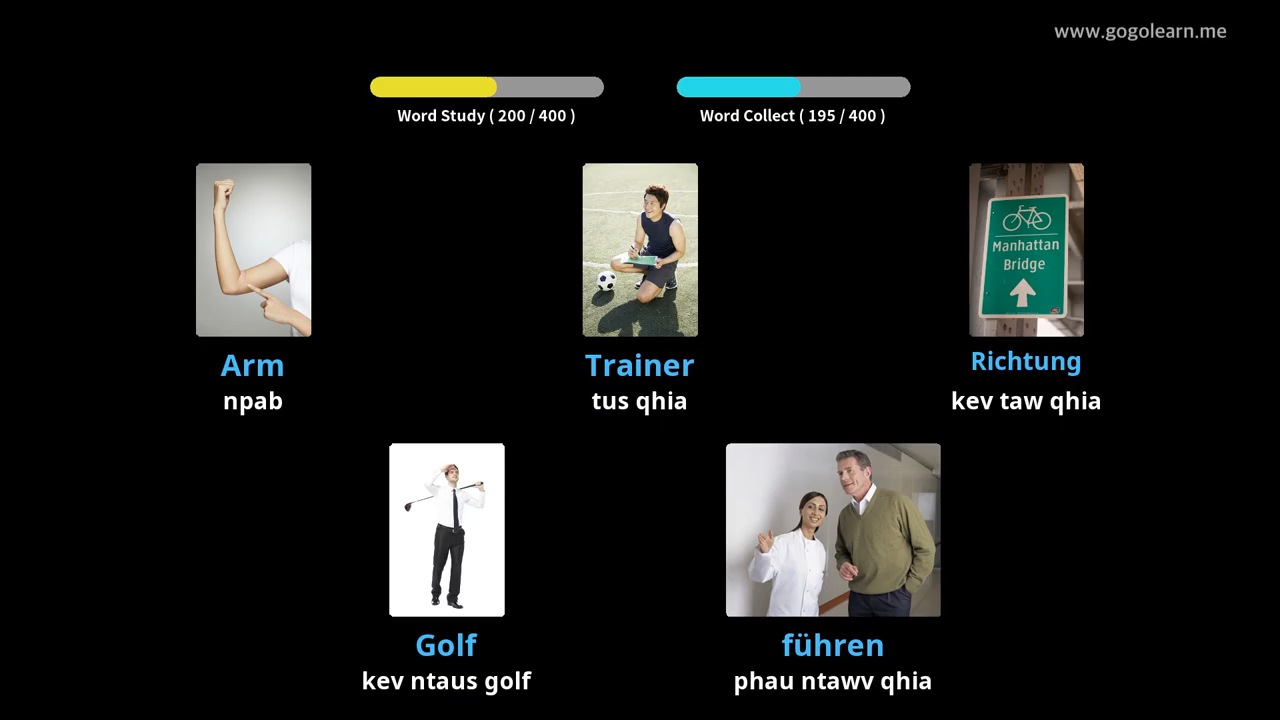 www.gogolearn.me
Word Study ( 200 / 400 )
Word Collect ( 195 / 400 )
Manhattan
Bridge
Arm
npab
Trainer
tus qhia
Richtung
kev taw qhia
Golf
kev ntaus golf
führen
phau ntawv qhia